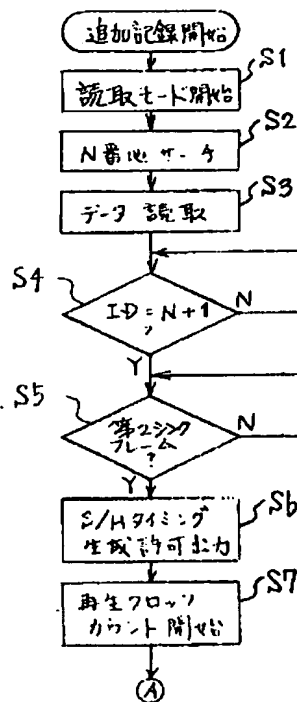 追加記録開始
S1
読取モード開始
S2
N番地サーチ
S3
データ読取
S4
ID=N+1
?
N
Y
S5
第2シンク
フレーム
?
N
Y
S6
S/Hタイミング
生成許可出力
S7
再生クロック
カウント開始
A